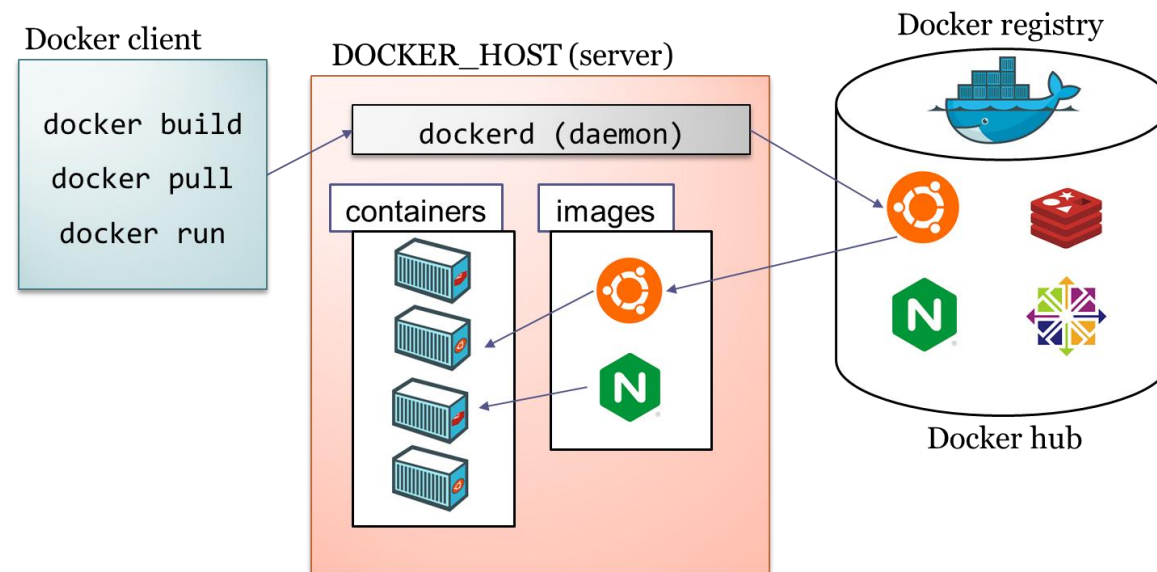 Docker client
docker build
docker pull
docker run
DOCKER_HOST (server)
dockerd (daemon)
containers
images
Docker registry
N
N
Docker hub